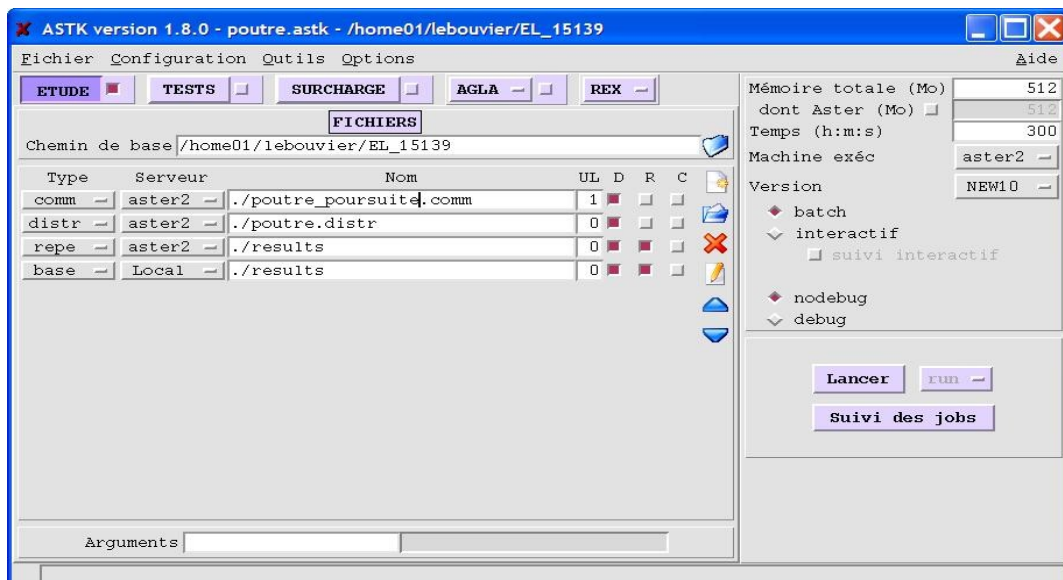 ASTK version 1.8.0 - poutre.astk - /home01/lebouvier/EL_15139
Fichier Configuration Outils Options Aide
ETUDE TESTS SURCHARGE AGLA REX
FICHIERS
Chemin de base /home01/lebouvier/EL_15139
Type Serveur Nom UL D R C
comm aster2 ./poutre_poursuite.comm 1
distr aster2 ./poutre.distr 0
repe aster2 ./results 0
base Local ./results 0
Arguments
Mémoire totale (Mo) 512
dont Aster (Mo) 512
Temps (h:m:s) 300
Machine exéc aster2
Version NEW10
batch
interactif
suivi interactif
nodebug
debug
Lancer run
Suivi des jobs